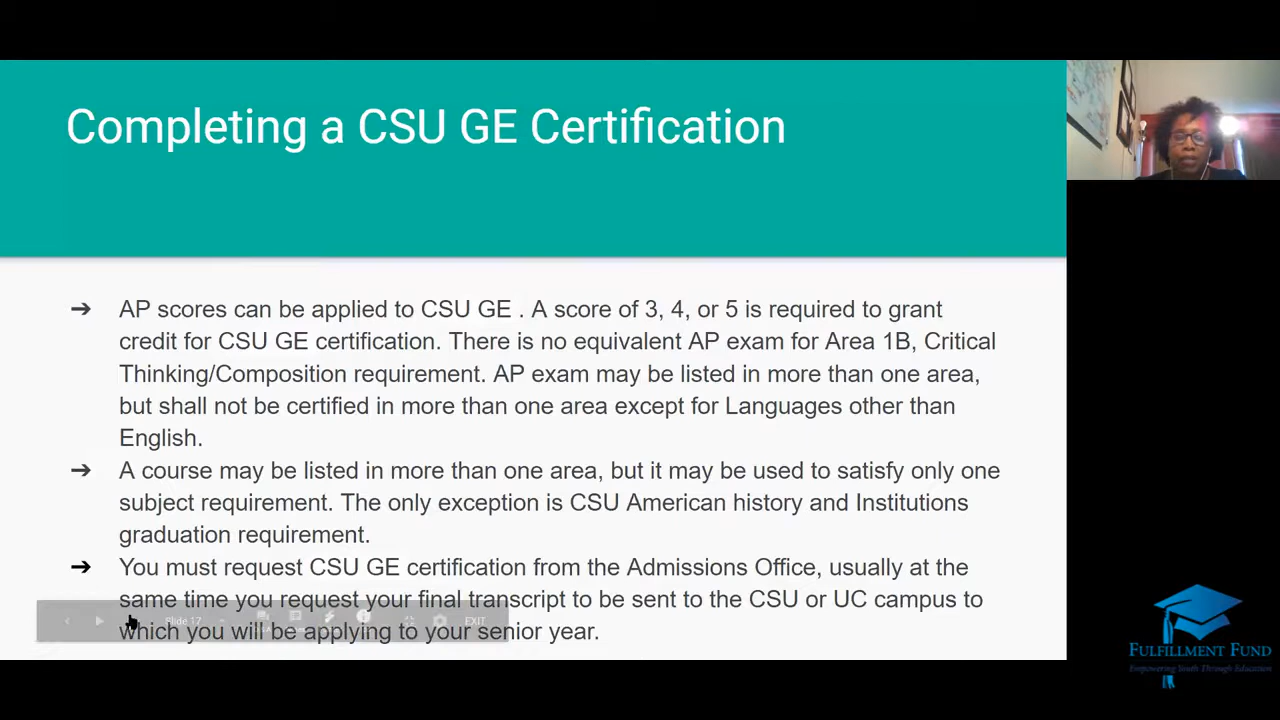 Completing a CSU GE Certification
➔ AP scores can be applied to CSU GE . A score of 3, 4, or 5 is required to grant
credit for CSU GE certification. There is no equivalent AP exam for Area 1B, Critical
Thinking/Composition requirement. AP exam may be listed in more than one area,
but shall not be certified in more than one area except for Languages other than
English.
➔ A course may be listed in more than one area, but it may be used to satisfy only one
subject requirement. The only exception is CSU American history and Institutions
graduation requirement.
➔ You must request CSU GE certification from the Admissions Office, usually at the
same time you request your final transcript to be sent to the CSU or UC campus to
which you will be applying to your senior year.
Slide 17
EXIT
FULFILLMENT FUND
Empowering Youth Through Education